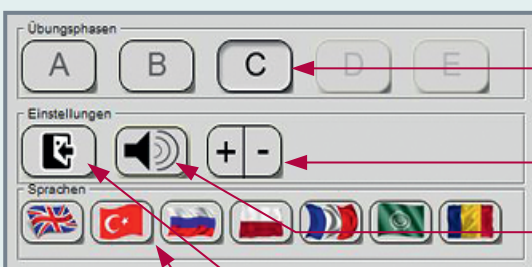 Übungsphasen
A B C D E
Einstellungen
+ -
Sprachen